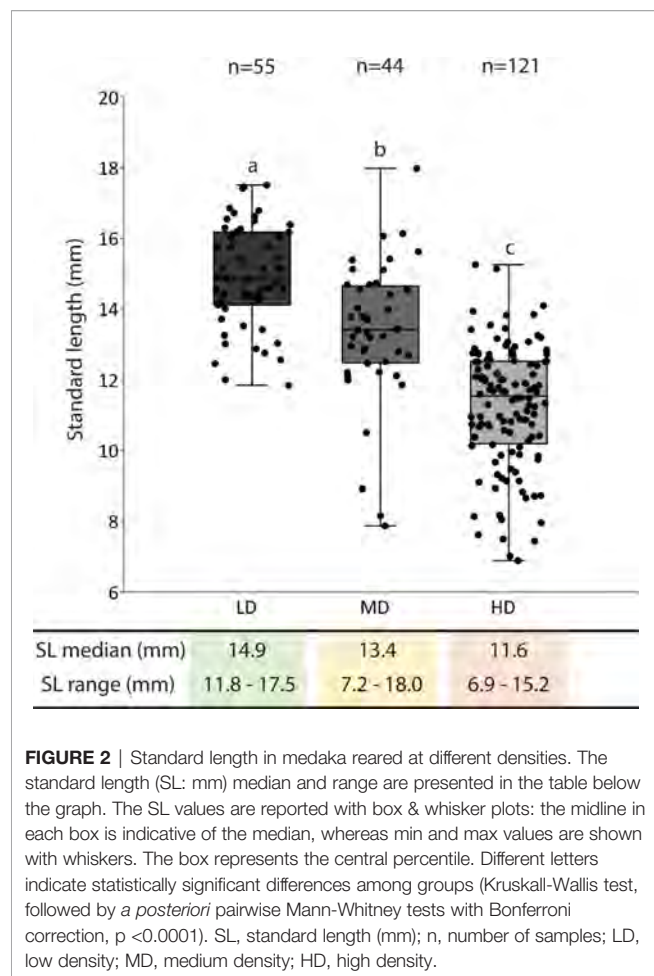 n=55 n=44 n=121
20
18
16
14
12
10
8
6
Standard length (mm)
a
b
c
LD MD HD
SL median (mm) 14.9 13.4 11.6
SL range (mm) 11.8 - 17.5 7.2 - 18.0 6.9 - 15.2
FIGURE 2 | Standard length in medaka reared at different densities. The
standard length (SL: mm) median and range are presented in the table below
the graph. The SL values are reported with box & whisker plots: the midline in
each box is indicative of the median, whereas min and max values are shown
with whiskers. The box represents the central percentile. Different letters
indicate statistically significant differences among groups (Kruskall-Wallis test,
followed by a posteriori pairwise Mann-Whitney tests with Bonferroni
correction, p <0.0001). SL, standard length (mm); n, number of samples; LD,
low density; MD, medium density; HD, high density.